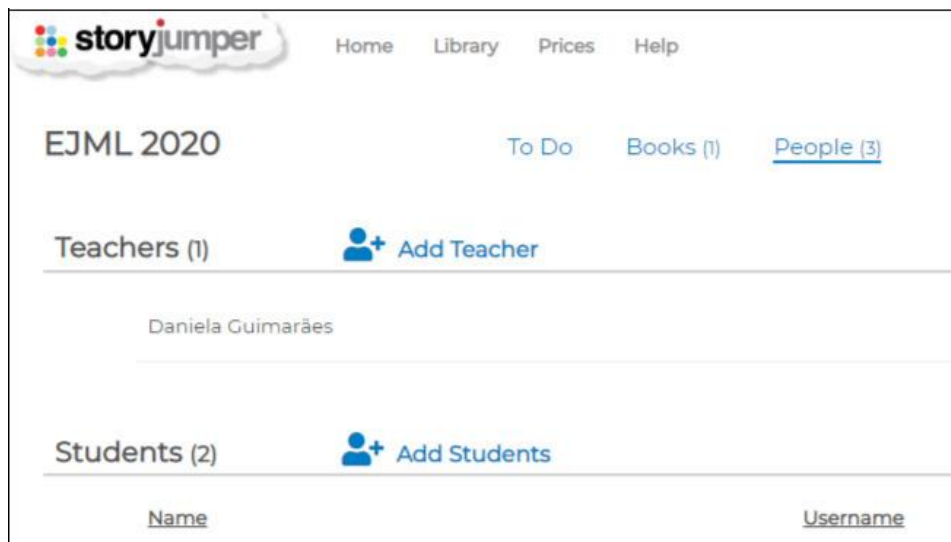 storyjumper Home Library Prices Help
EJML 2020 To Do Books (1) People (3)
Teachers (1) Add Teacher
Daniela Guimarães
Students (2) Add Students
Name Username